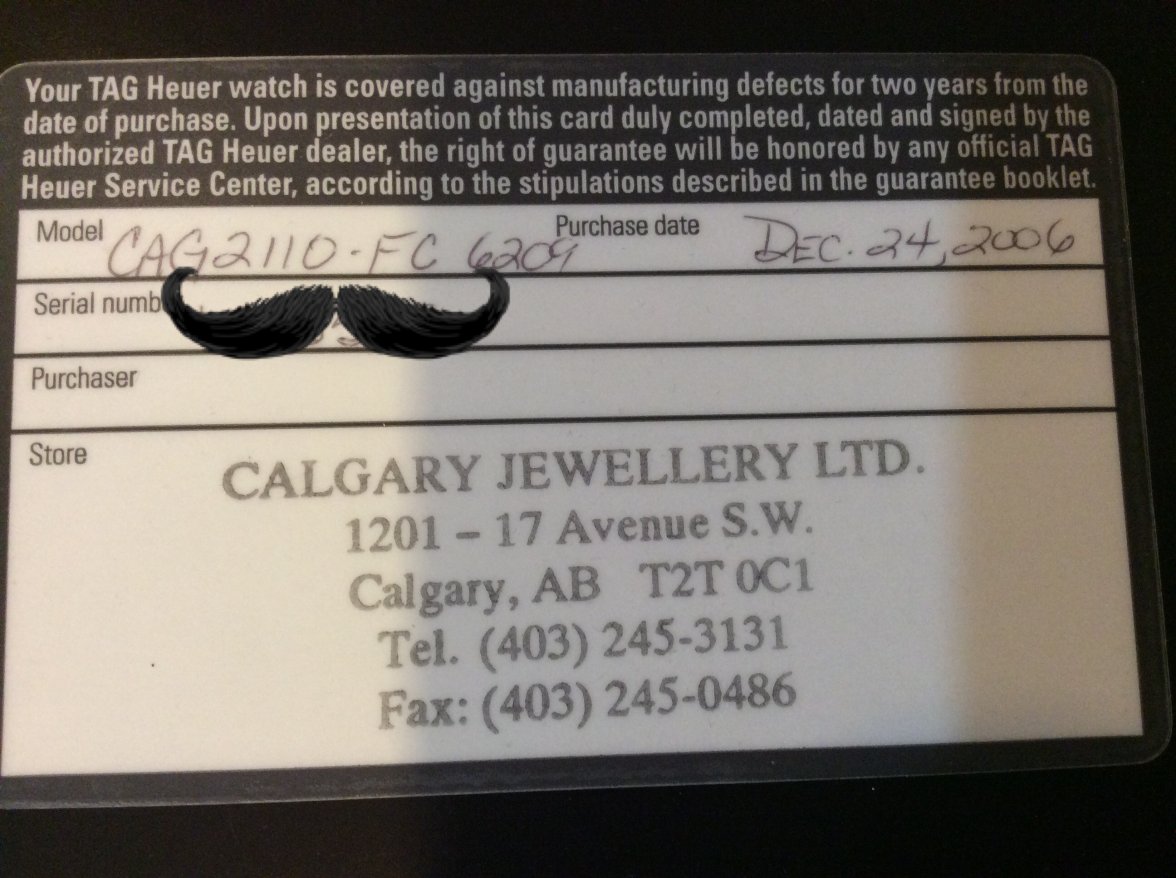 Your TAG Heuer watch is covered against manufacturing defects for two years from the
date of purchase. Upon presentation of this card duly completed, dated and signed by the
authorized TAG Heuer dealer, the right of guarantee will be honored by any official TAG
Heuer Service Center, according to the stipulations described in the guarantee booklet.
Model CAG2110-FC 6209 Purchase date DEC. 24, 2006
Serial numb
Purchaser
Store
CALGARY JEWELLERY LTD.
1201 – 17 Avenue S.W.
Calgary, AB T2T 0C1
Tel. (403) 245-3131
Fax: (403) 245-0486